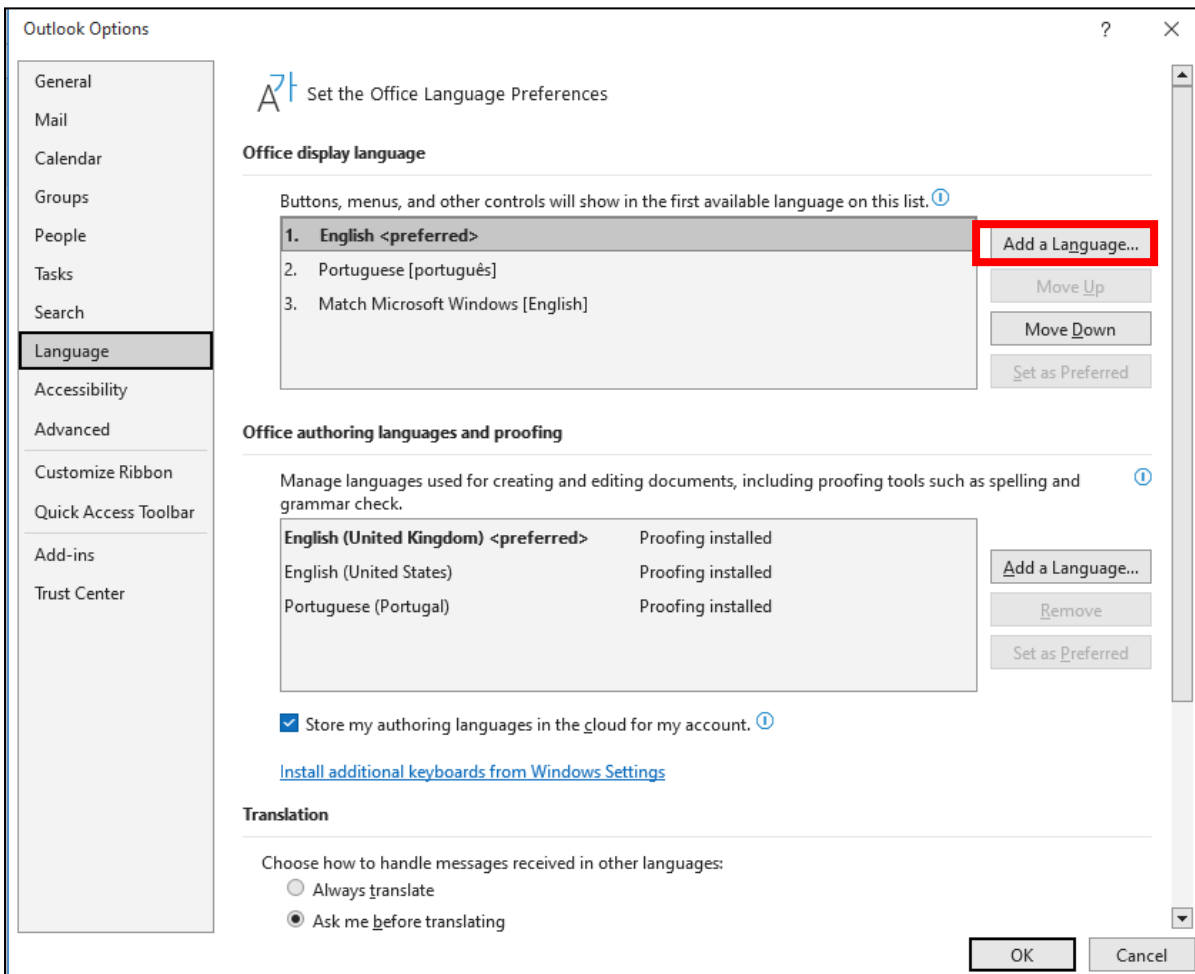 Outlook Options
?
General
Mail
Calendar
Groups
People
Tasks
Search
Language
Accessibility
Advanced
Customize Ribbon
Quick Access Toolbar
Add-ins
Trust Center
Set the Office Language Preferences
Office display language
Buttons, menus, and other controls will show in the first available language on this list.
1. English <preferred>
2. Portuguese [português]
3. Match Microsoft Windows [English]
Add a Language...
Move Up
Move Down
Set as Preferred
Office authoring languages and proofing
Manage languages used for creating and editing documents, including proofing tools such as spelling and
grammar check.
English (United Kingdom) <preferred> Proofing installed
English (United States) Proofing installed
Portuguese (Portugal) Proofing installed
Add a Language...
Remove
Set as Preferred
Store my authoring languages in the cloud for my account.
Install additional keyboards from Windows Settings
Translation
Choose how to handle messages received in other languages:
Always translate
Ask me before translating
OK
Cancel